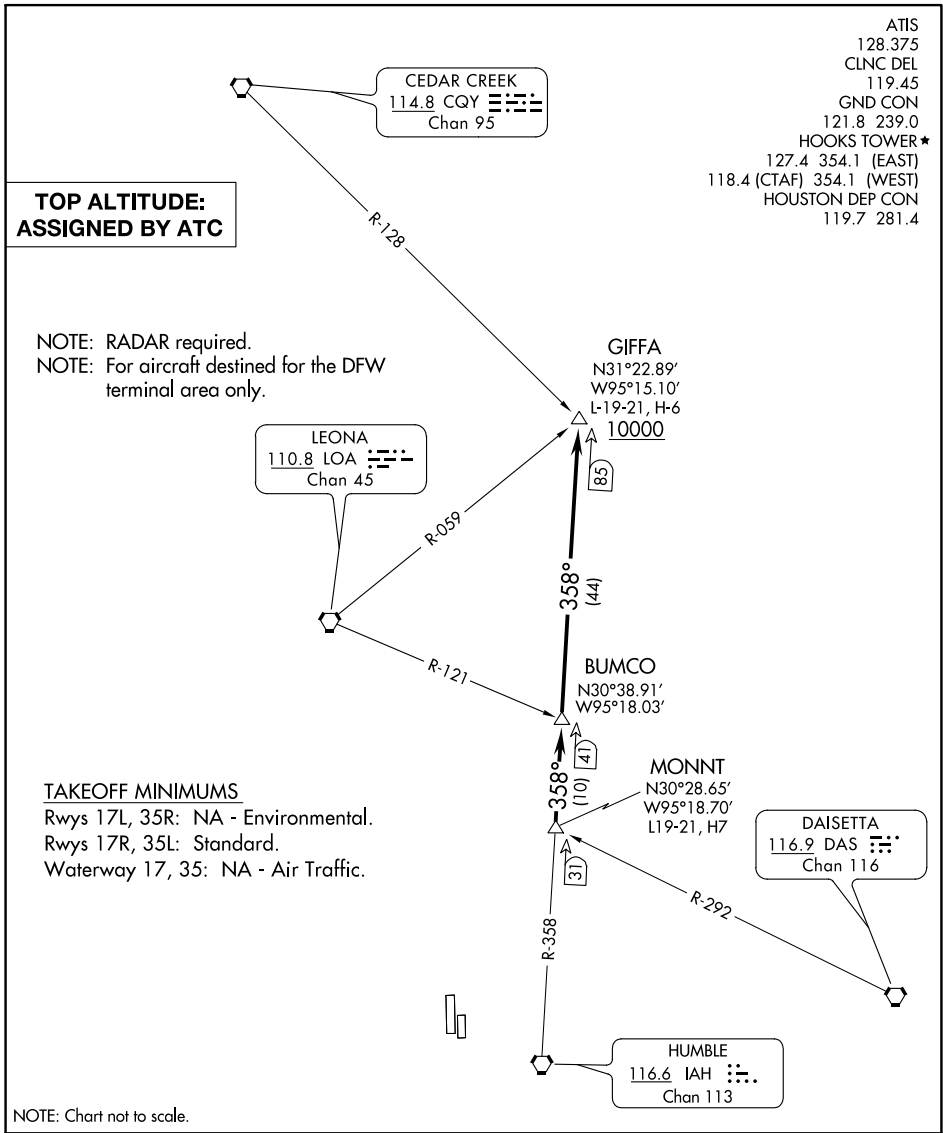 ATIS
128.375
CLNC DEL
119.45
GND CON
121.8 239.0
HOOKS TOWER★
127.4 354.1 (EAST)
118.4 (CTAF) 354.1 (WEST)
HOUSTON DEP CON
119.7 281.4
CEDAR CREEK
114.8 CQY
Chan 95
TOP ALTITUDE:
ASSIGNED BY ATC
R-128
NOTE: RADAR required.
NOTE: For aircraft destined for the DFW
terminal area only.
GIFFA
N31°22.89'
W95°15.10'
L-19-21, H-6
10000
85
LEONA
110.8 LOA
Chan 45
R-059
358°
(44)
R-121
BUMCO
N30°38.91'
W95°18.03'
41
358°
(10)
MONNT
N30°28.65'
W95°18.70'
L19-21, H7
31
TAKEOFF MINIMUMS
Rwys 17L, 35R: NA - Environmental.
Rwys 17R, 35L: Standard.
Waterway 17, 35: NA - Air Traffic.
DAISETTA
116.9 DAS
Chan 116
R-292
R-358
HUMBLE
116.6 IAH
Chan 113
NOTE: Chart not to scale.